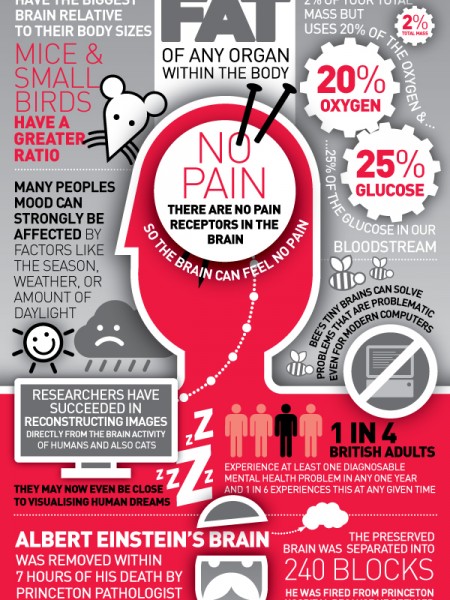 HAVE THE BIGGEST
BRAIN RELATIVE
TO THEIR BODY SIZES
MICE &
SMALL
BIRDS
HAVE A
GREATER
RATIO
FAT
OF ANY ORGAN
WITHIN THE BODY
2% OF YOUR TOTAL
MASS BUT
USES 20% OF THE OXYGEN &...
2%
TOTAL MASS
20%
OXYGEN
...25% OF THE GLUCOSE IN OUR
BLOODSTREAM
25%
GLUCOSE
NO
PAIN
THERE ARE NO PAIN
RECEPTORS IN THE
BRAIN
SO THE BRAIN CAN FEEL NO PAIN
MANY PEOPLES
MOOD CAN
STRONGLY BE
AFFECTED BY
FACTORS LIKE
THE SEASON,
WEATHER, OR
AMOUNT OF
DAYLIGHT
BEE'S TINY BRAINS CAN SOLVE
PROBLEMS THAT ARE PROBLEMATIC
EVEN FOR MODERN COMPUTERS
RESEARCHERS HAVE
SUCCEEDED IN
RECONSTRUCTING IMAGES
DIRECTLY FROM THE BRAIN ACTIVITY
OF HUMANS AND ALSO CATS
THEY MAY NOW EVEN BE CLOSE
TO VISUALISING HUMAN DREAMS
Z
Z
Z
Z
Z
Z
1 IN 4
BRITISH ADULTS
EXPERIENCE AT LEAST ONE DIAGNOSABLE
MENTAL HEALTH PROBLEM IN ANY ONE YEAR
AND 1 IN 6 EXPERIENCES THIS AT ANY GIVEN TIME
ALBERT EINSTEIN'S BRAIN
WAS REMOVED WITHIN
7 HOURS OF HIS DEATH BY
PRINCETON PATHOLOGIST
THE PRESERVED
BRAIN WAS SEPARATED INTO
240 BLOCKS
HE WAS FIRED FROM PRINCETON